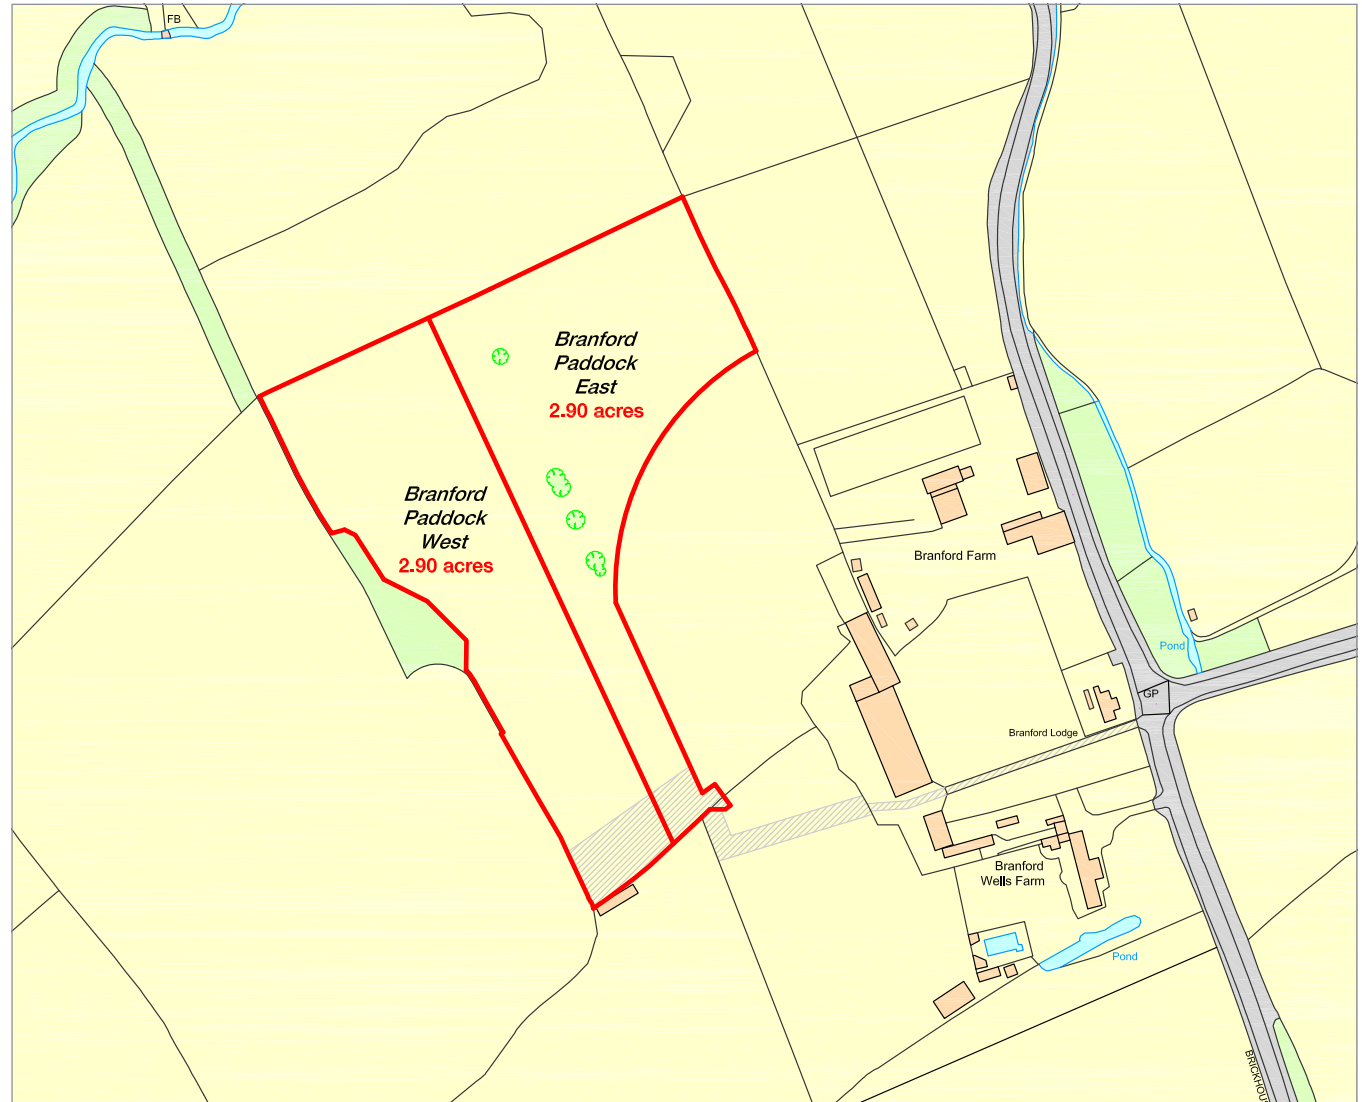 FB
Branford
Paddock
East
2.90 acres
Branford
Paddock
West
2.90 acres
Branford Farm
Pond
GP
Branford Lodge
Branford
Wells Farm
Pond